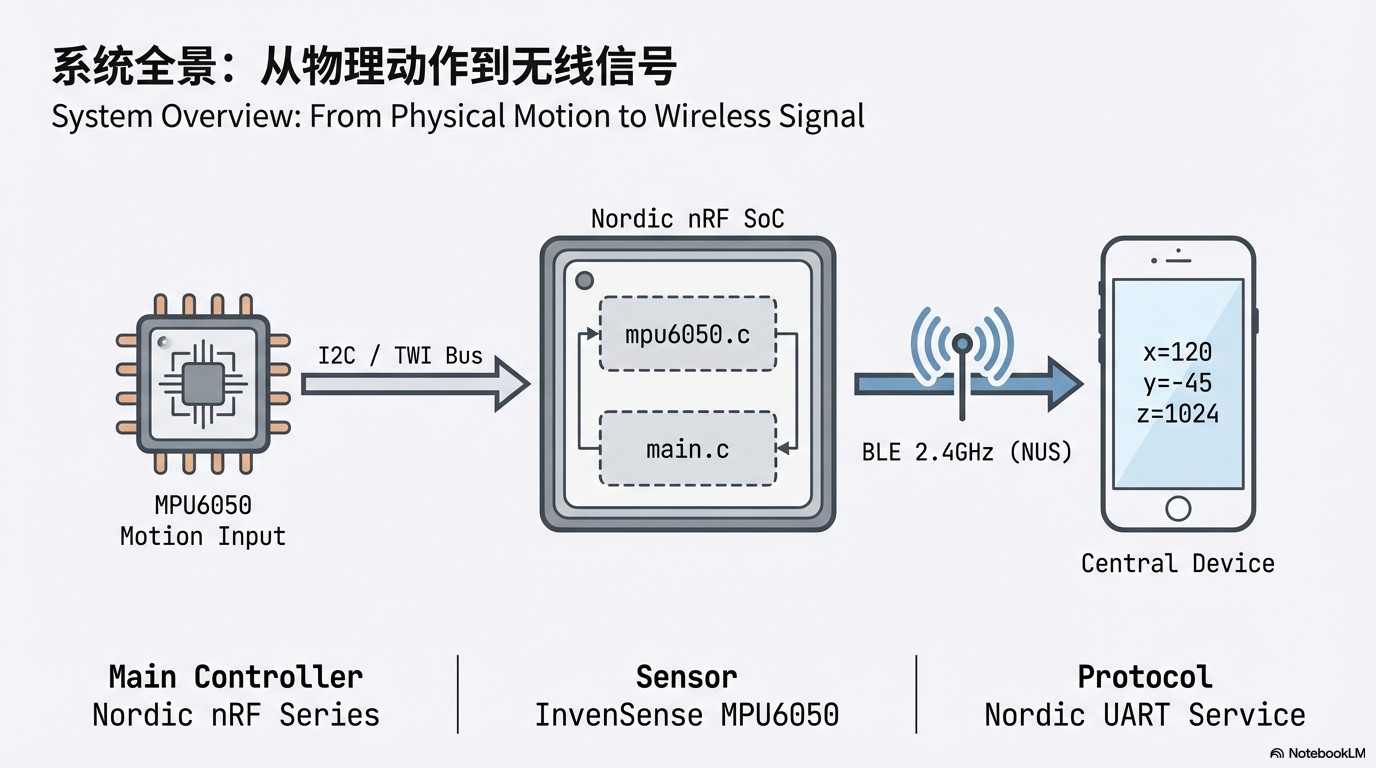 系统全景：从物理动作到无线信号
System Overview: From Physical Motion to Wireless Signal
Nordic nRF SoC
mpu6050.c
main.c
I2C / TWI Bus
MPU6050
Motion Input
BLE 2.4GHz (NUS)
x=120
y=-45
z=1024
Central Device
Main Controller
Nordic nRF Series
Sensor
InvenSense MPU6050
Protocol
Nordic UART Service
NotebookLM